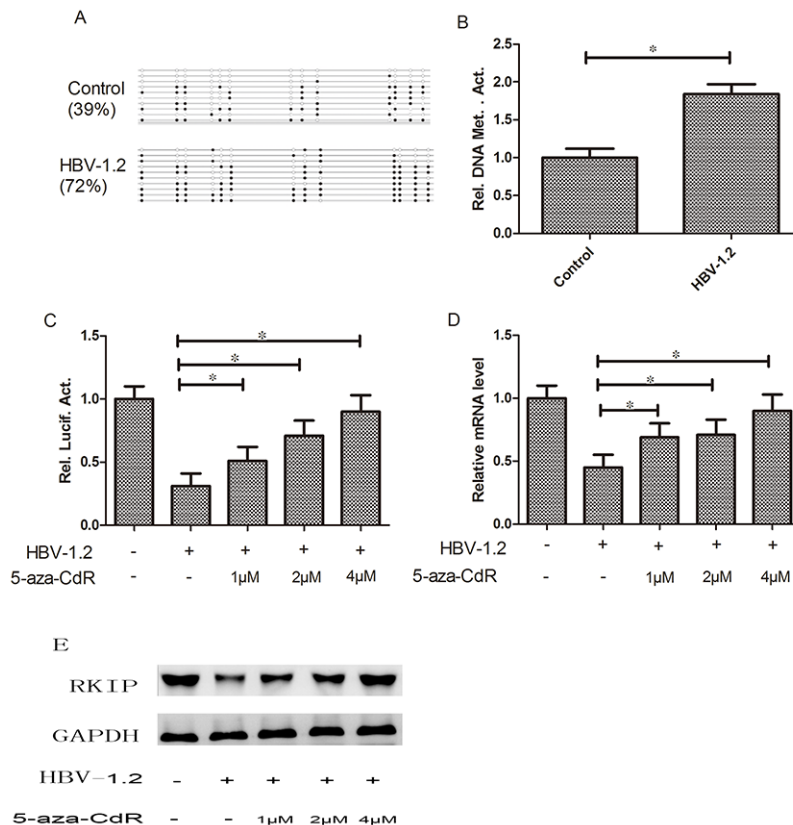 A
Control
(39%)
HBV-1.2
(72%)
B
Rel. DNA Met. . Act.
2.5
2.0
1.5
1.0
0.5
0.0
*
Control
HBV-1.2
C
Rel. Lucif. Act.
1.5
1.0
0.5
0.0
*
*
*
HBV-1.2 - + + + +
5-aza-CdR - - 1µM 2µM 4µM
D
Relative mRNA level
1.5
1.0
0.5
0.0
*
*
*
HBV-1.2 - + + + +
5-aza-CdR - - 1µM 2µM 4µM
E
RKIP
GAPDH
HBV-1.2 - + + + +
5-aza-CdR - - 1µM 2µM 4µM